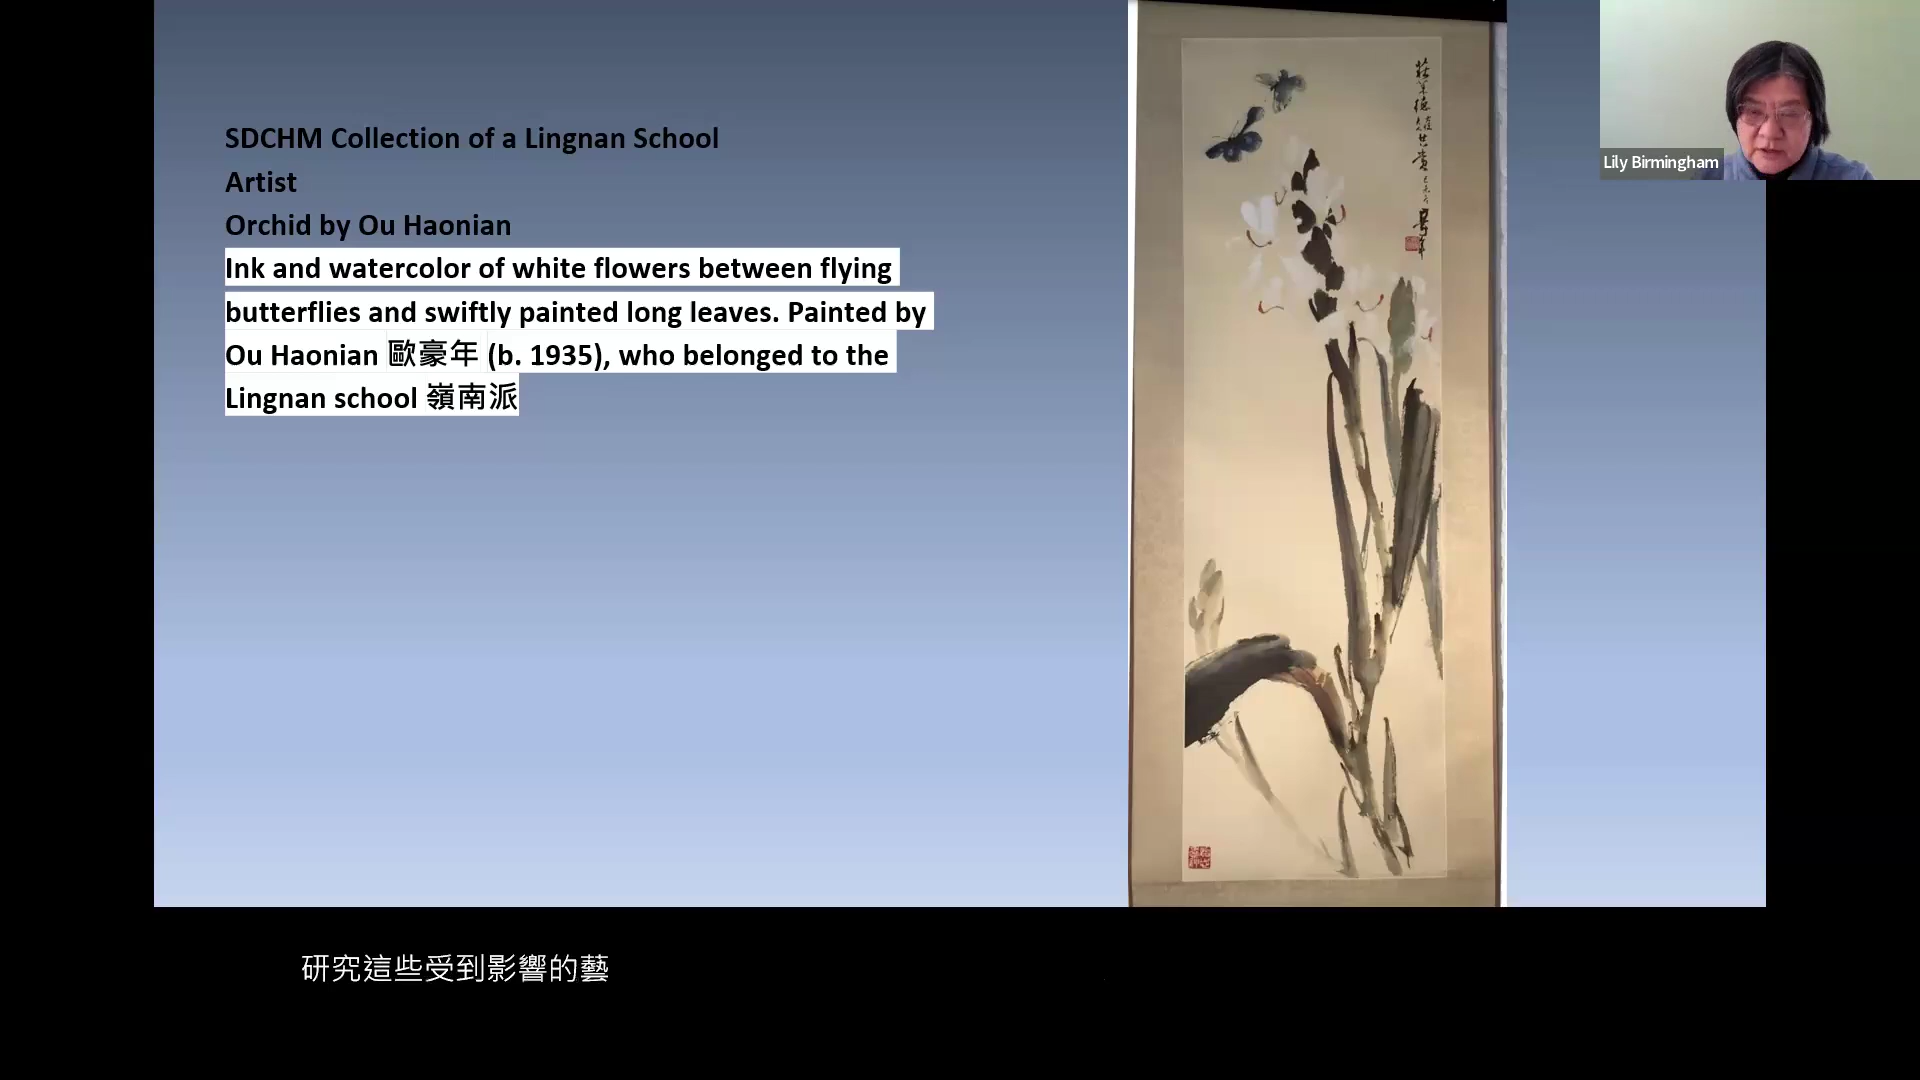 SDCHM Collection of a Lingnan School
Artist
Orchid by Ou Haonian
Ink and watercolor of white flowers between flying
butterflies and swiftly painted long leaves. Painted by
Ou Haonian 歐豪年 (b. 1935), who belonged to the
Lingnan school 嶺南派
Lily Birmingham
研究這些受到影響的藝